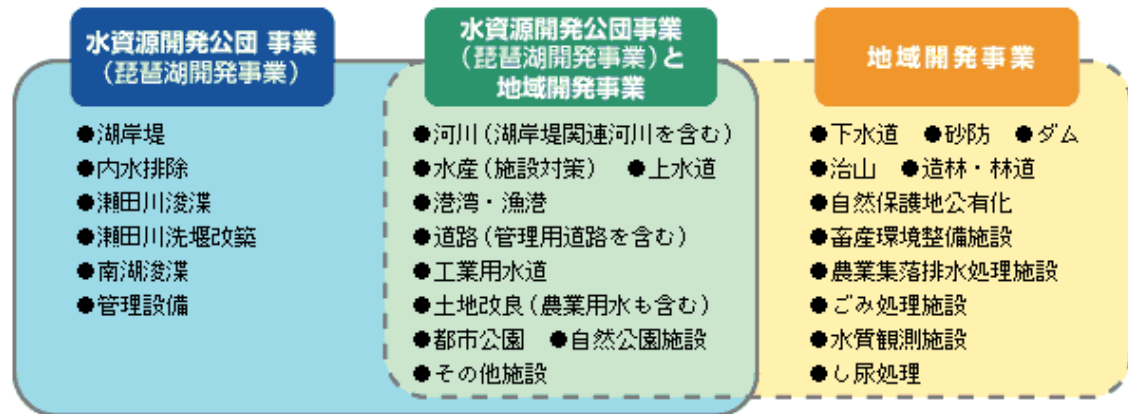 水資源開発公団 事業
（琵琶湖開発事業）
●湖岸堤
●内水排除
●瀬田川浚渫
●瀬田川洗堰改築
●南湖浚渫
●管理設備
水資源開発公団事業
（琵琶湖開発事業）と
地域開発事業
●河川（湖岸堤関連河川を含む）
●水産（施設対策） ●上水道
●港湾・漁港
●道路（管理用道路を含む）
●工業用水道
●土地改良（農業用水も含む）
●都市公園 ●自然公園施設
●その他施設
地域開発事業
●下水道 ●砂防 ●ダム
●治山 ●造林・林道
●自然保護地公有化
●畜産環境整備施設
●農業集落排水処理施設
●ごみ処理施設
●水質観測施設
●し尿処理